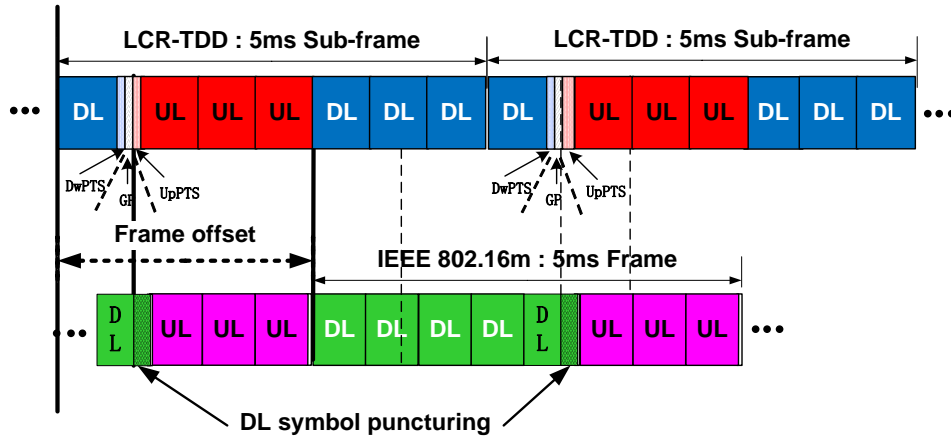 LCR-TDD : 5ms Sub-frame LCR-TDD : 5ms Sub-frame
••• DL UL UL UL DL DL DL DL UL UL UL DL DL DL •••
DwPTS GP UpPTS DwPTS GP UpPTS
Frame offset
IEEE 802.16m : 5ms Frame
••• DL UL UL UL DL DL DL DL DL UL UL UL •••
DL symbol puncturing